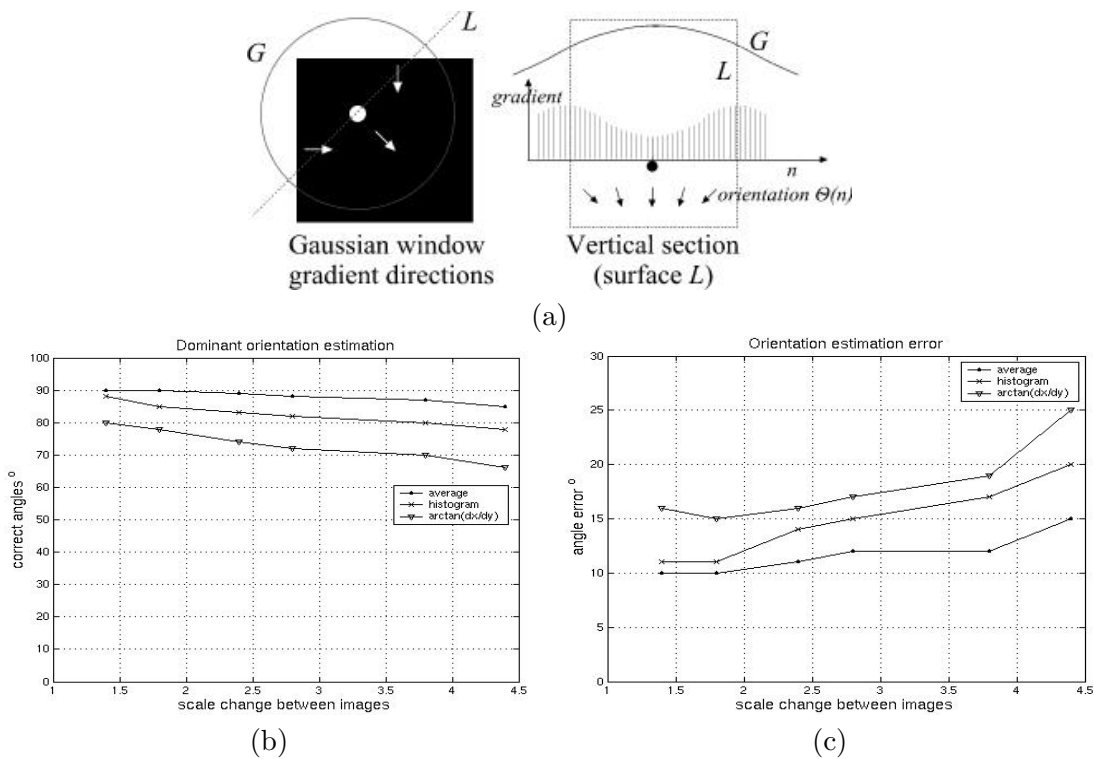 G
L
Gaussian window
gradient directions
gradient
G
L
n
orientation Θ(n)
Vertical section
(surface L)
(a)
Dominant orientation estimation
correct angles °
100
90
80
70
60
50
40
30
20
10
0
average
histogram
arctan(dx/dy)
1 1.5 2 2.5 3 3.5 4 4.5
scale change between images
(b)
Orientation estimation error
angle error °
30
25
20
15
10
5
0
average
histogram
arctan(dx/dy)
1 1.5 2 2.5 3 3.5 4 4.5
scale change between images
(c)